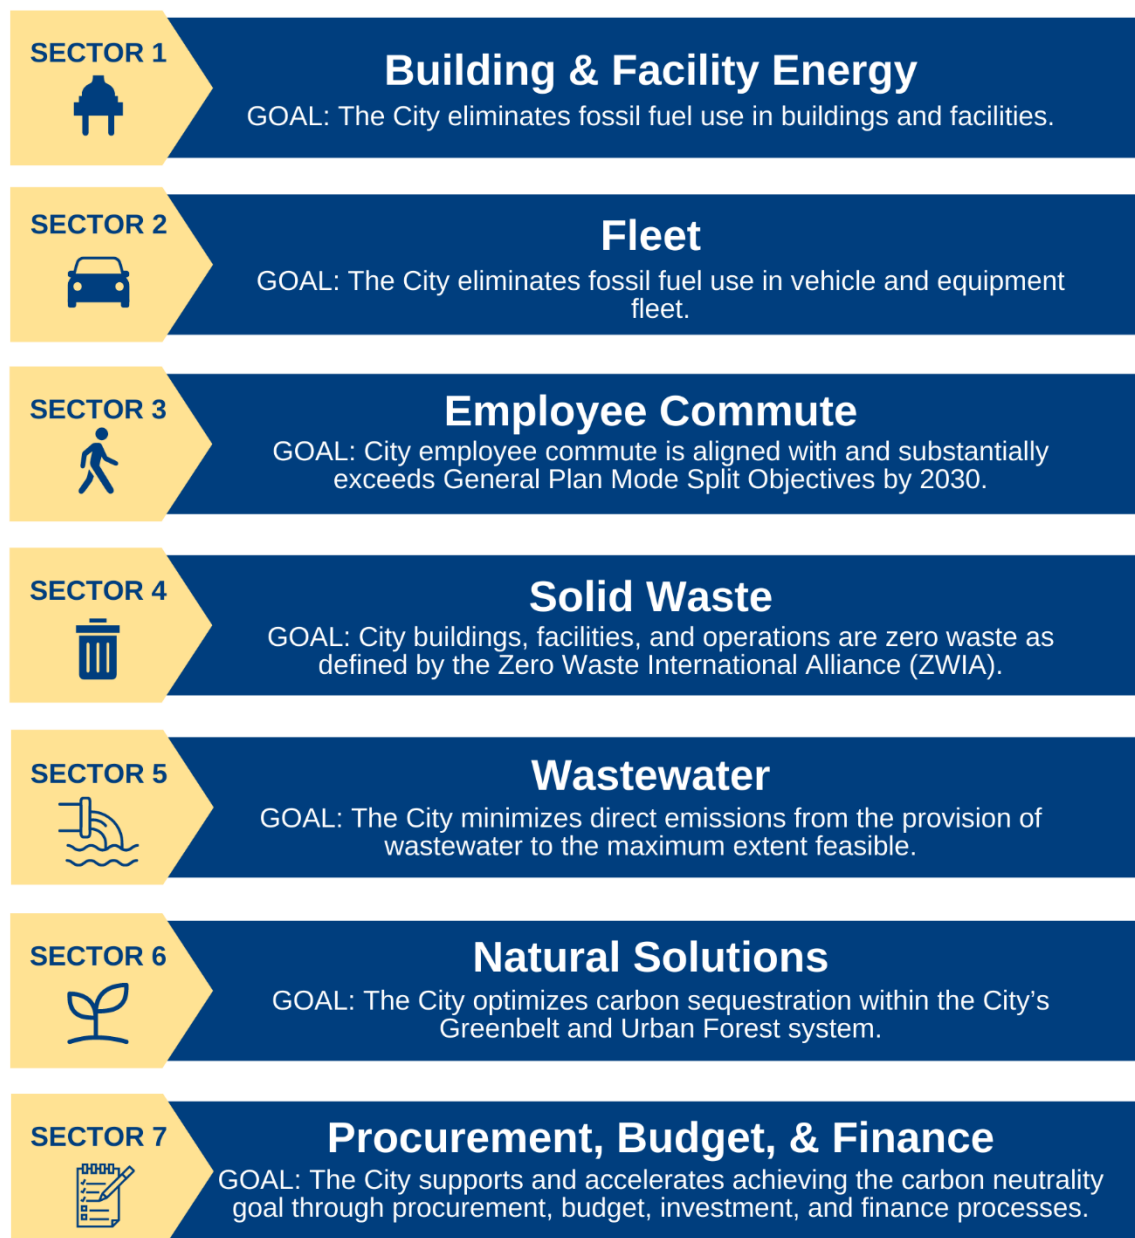 SECTOR 1
Building & Facility Energy
GOAL: The City eliminates fossil fuel use in buildings and facilities.
SECTOR 2
Fleet
GOAL: The City eliminates fossil fuel use in vehicle and equipment
fleet.
SECTOR 3
Employee Commute
GOAL: City employee commute is aligned with and substantially
exceeds General Plan Mode Split Objectives by 2030.
SECTOR 4
Solid Waste
GOAL: City buildings, facilities, and operations are zero waste as
defined by the Zero Waste International Alliance (ZWIA).
SECTOR 5
Wastewater
GOAL: The City minimizes direct emissions from the provision of
wastewater to the maximum extent feasible.
SECTOR 6
Natural Solutions
GOAL: The City optimizes carbon sequestration within the City’s
Greenbelt and Urban Forest system.
SECTOR 7
Procurement, Budget, & Finance
GOAL: The City supports and accelerates achieving the carbon neutrality
goal through procurement, budget, investment, and finance processes.